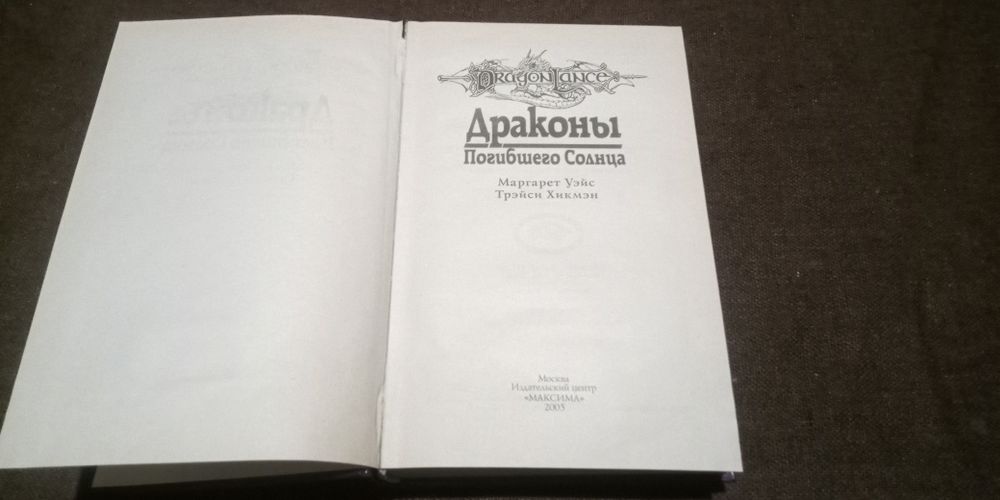 DRAGONLANCE
Драконы
Погибшего Солнца
Маргарет Уэйс
Трэйси Хикмэн
Москва
Издательский центр
«МАКСИМА»
2005